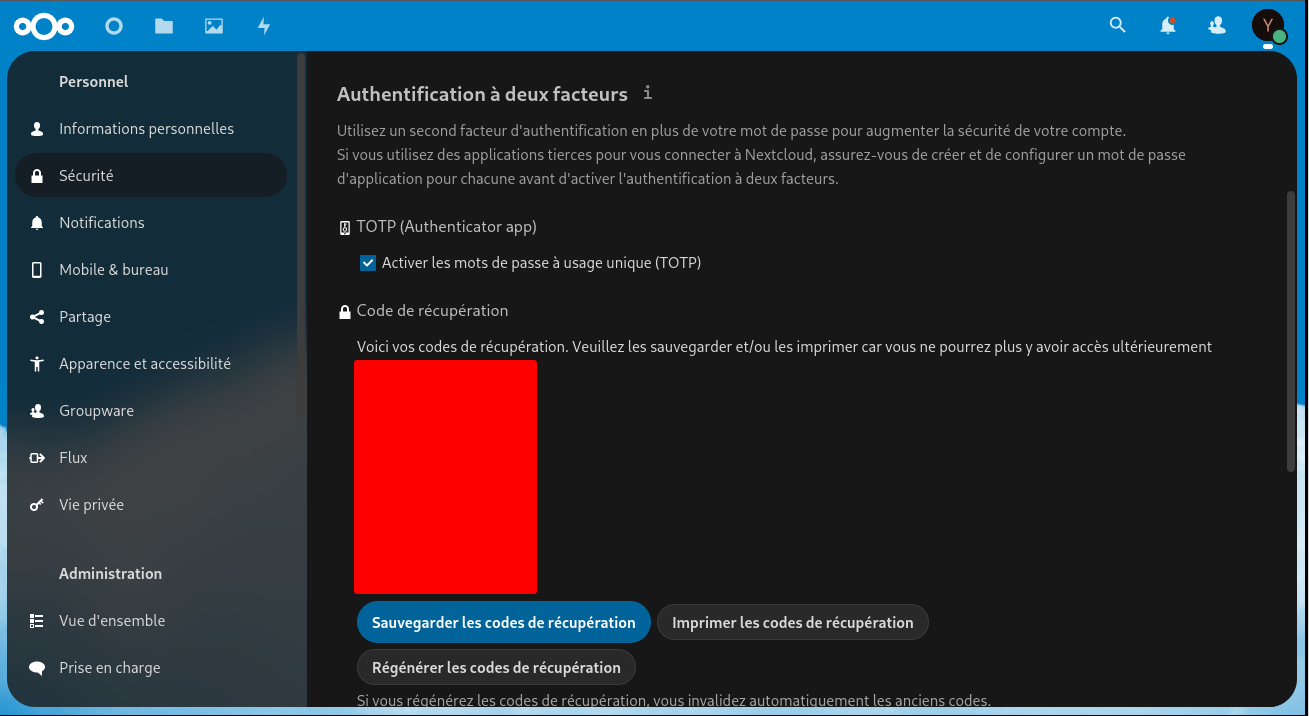 Y
Personnel
Informations personnelles
Sécurité
Notifications
Mobile & bureau
Partage
Apparence et accessibilité
Groupware
Flux
Vie privée
Administration
Vue d'ensemble
Prise en charge
Authentification à deux facteurs i
Utilisez un second facteur d'authentification en plus de votre mot de passe pour augmenter la sécurité de votre compte.
Si vous utilisez des applications tierces pour vous connecter à Nextcloud, assurez-vous de créer et de configurer un mot de passe
d'application pour chacune avant d'activer l'authentification à deux facteurs.
TOTP (Authenticator app)
Activer les mots de passe à usage unique (TOTP)
Code de récupération
Voici vos codes de récupération. Veuillez les sauvegarder et/ou les imprimer car vous ne pourrez plus y avoir accès ultérieurement
Sauvegarder les codes de récupération
Imprimer les codes de récupération
Régénérer les codes de récupération
Si vous régénérez les codes de récupération, vous invalidez automatiquement les anciens codes.